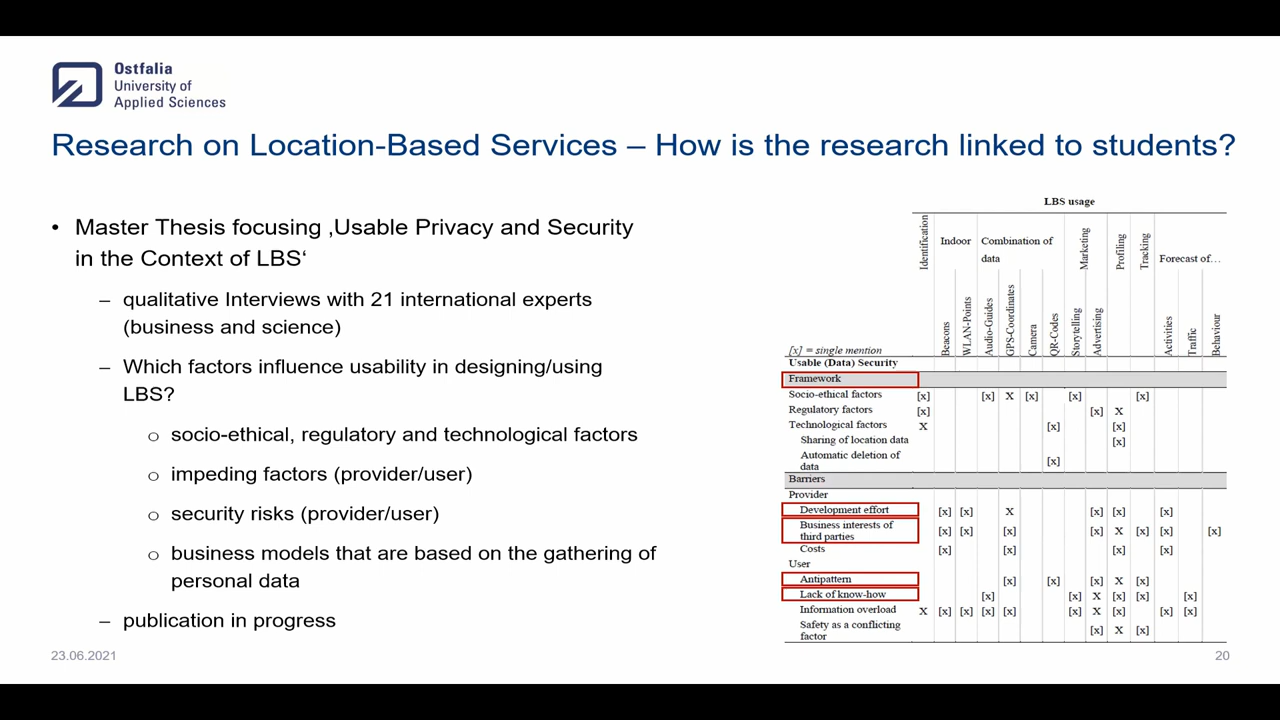 Ostfalia
University of
Applied Sciences
Research on Location-Based Services – How is the research linked to students?
• Master Thesis focusing ‚Usable Privacy and Security
in the Context of LBS‘
– qualitative Interviews with 21 international experts
(business and science)
– Which factors influence usability in designing/using
LBS?
o socio-ethical, regulatory and technological factors
o impeding factors (provider/user)
o security risks (provider/user)
o business models that are based on the gathering of
personal data
– publication in progress
LBS usage
Identification
Indoor
Combination of
data
Marketing
Profiling
Tracking
Forecast of…
Beacons
WLAN-Points
Audio-Guides
GPS-Coordinates
Camera
QR-Codes
Storytelling
Advertising
Activities
Traffic
Behaviour
[x] = single mention
Usable (Data) Security
Framework
Socio-ethical factors [x] [x] X [x] [x] [x]
Regulatory factors [x] [x] X
Technological factors X [x] [x]
Sharing of location data [x]
Automatic deletion of
data [x]
Barriers
Provider
Development effort [x] [x] X [x] [x] [x]
Business interests of
third parties [x] [x] [x] [x] X [x] [x] [x]
Costs [x] [x] [x] [x]
User
Antipattern [x] [x] [x] X [x]
Lack of know-how [x] [x] X [x] [x] [x]
Information overload X [x] [x] [x] [x] [x] X [x] [x] [x]
Safety as a conflicting
factor [x] X [x]
23.06.2021
20